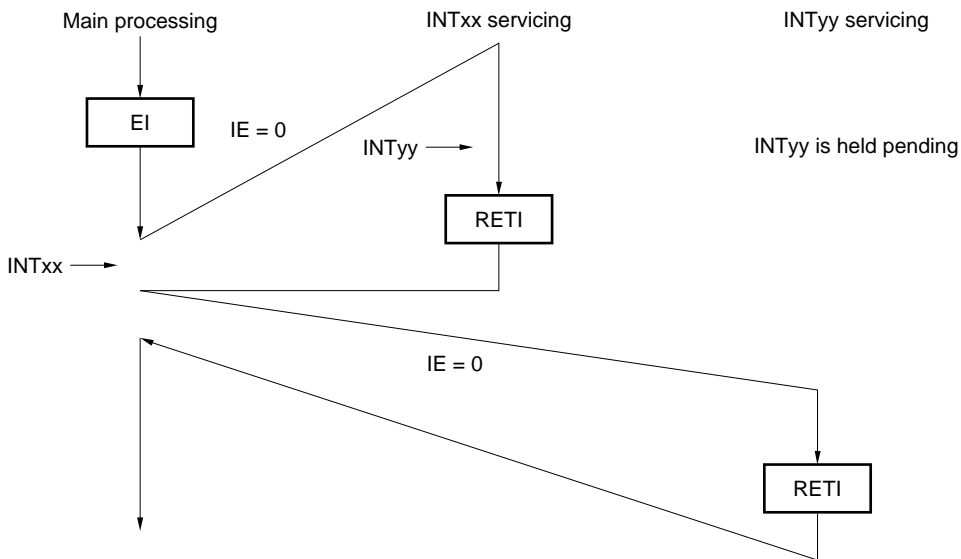 Main processing
INTxx servicing
INTyy servicing
EI
IE = 0
INTyy
INTyy is held pending
RETI
INTxx
IE = 0
RETI